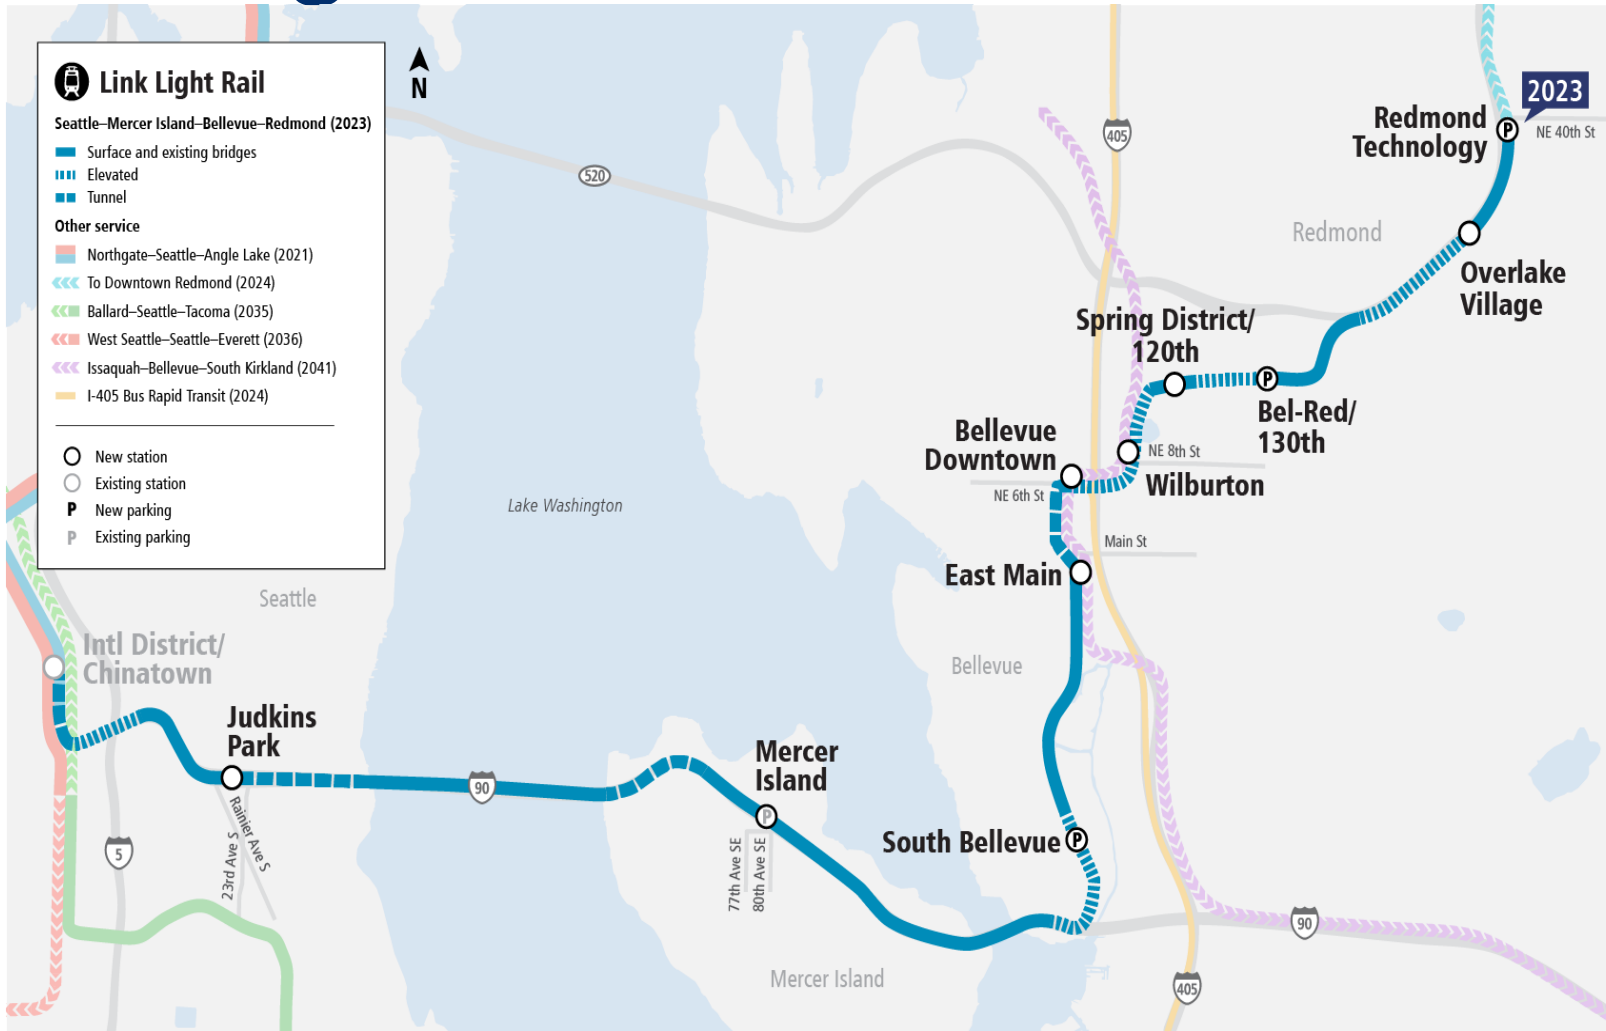 Link Light Rail
Seattle–Mercer Island–Bellevue–Redmond (2023)
Surface and existing bridges
Elevated
Tunnel
Other service
Northgate–Seattle–Angle Lake (2021)
To Downtown Redmond (2024)
Ballard–Seattle–Tacoma (2035)
West Seattle–Seattle–Everett (2036)
Issaquah–Bellevue–South Kirkland (2041)
I-405 Bus Rapid Transit (2024)
New station
Existing station
P New parking
P Existing parking
N
520
405
2023
Redmond
Technology
P
NE 40th St
Redmond
Overlake
Village
Spring District/
120th
P
Bel-Red/
130th
Bellevue
Downtown
NE 8th St
Wilburton
NE 6th St
Lake Washington
Main St
East Main
Seattle
Intl District/
Chinatown
Bellevue
Judkins
Park
Mercer
Island
90
P
South Bellevue
P
Rainier Ave S
23rd Ave S
5
77th Ave SE
80th Ave SE
90
Mercer Island
405